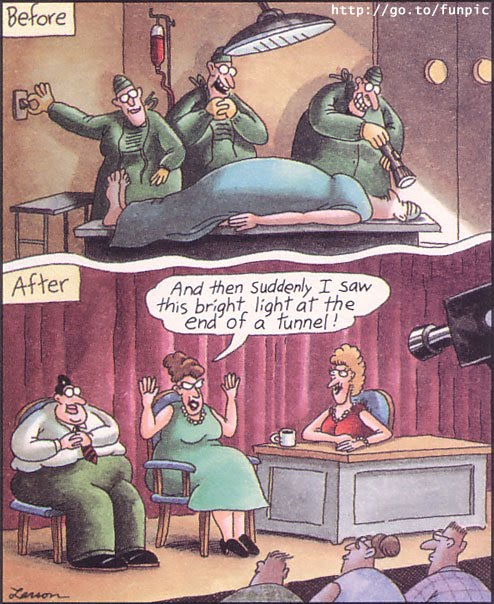 http://go.to/funpic
Before
After
And then suddenly I saw
this bright light at the
end of a tunnel!
Larson